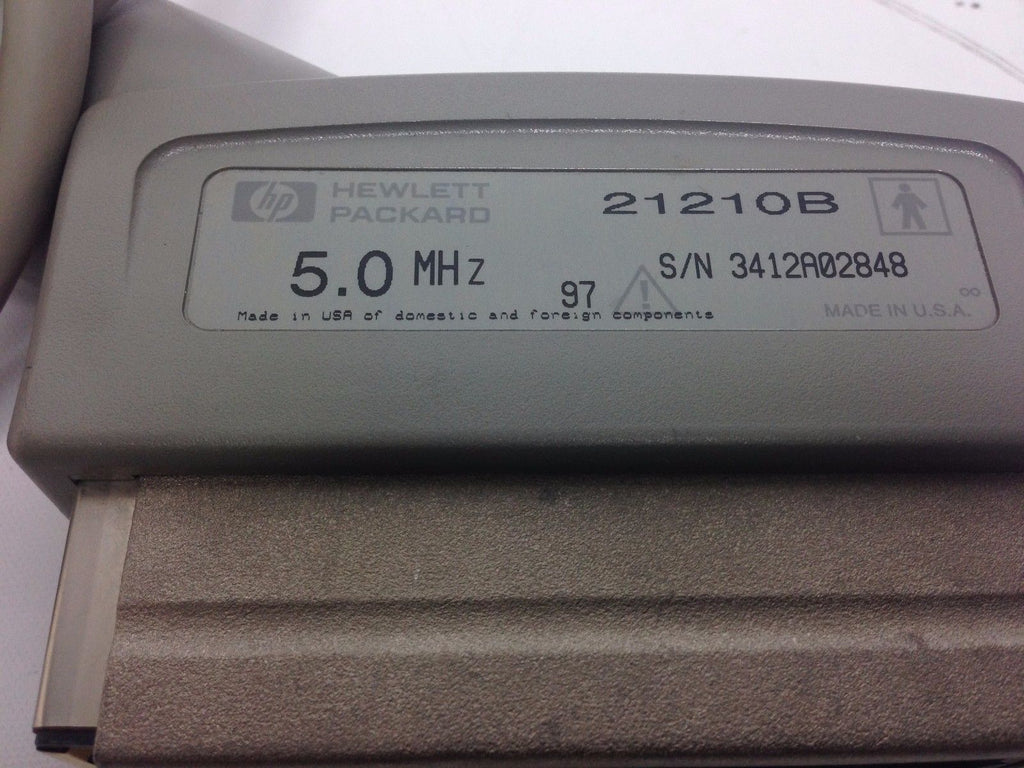 hp HEWLETT PACKARD
21210B
5.0 MHz
S/N 3412A02848
97
Made in USA of domestic and foreign components
MADE IN U.S.A.